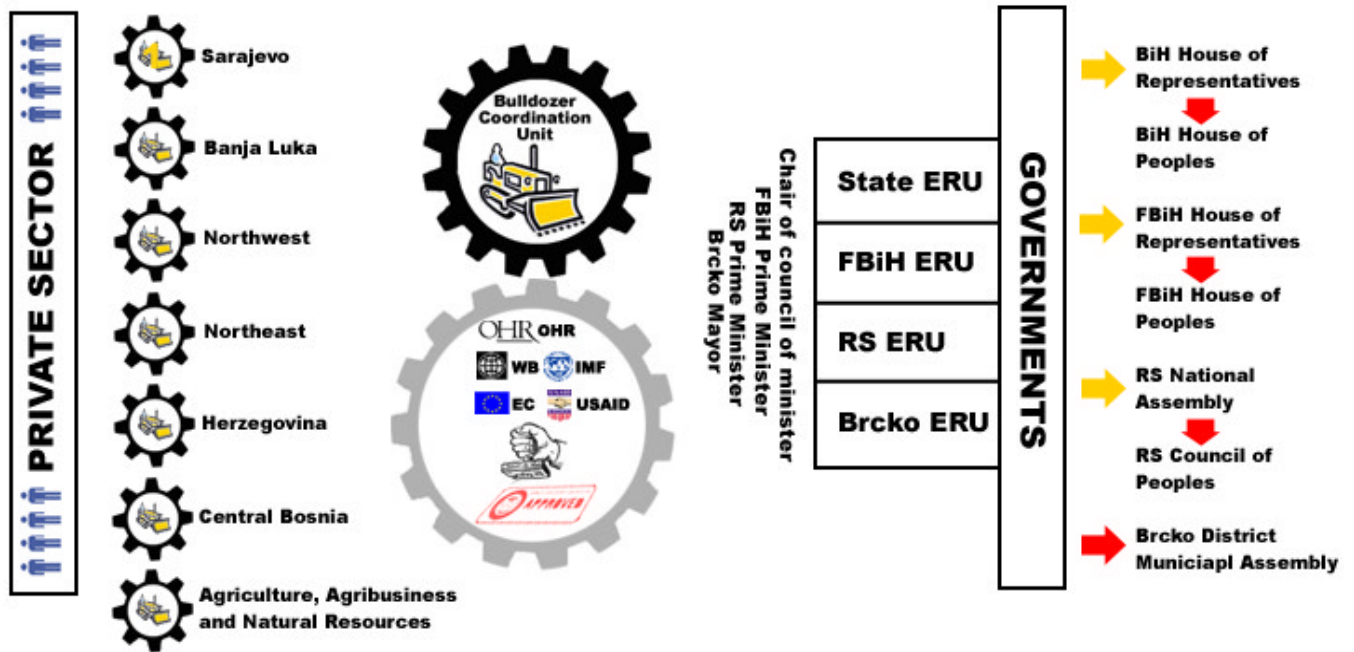 PRIVATE SECTOR
Sarajevo
Banja Luka
Northwest
Northeast
Herzegovina
Central Bosnia
Agriculture, Agribusiness
and Natural Resources
Bulldozer
Coordination
Unit
OHR OHR
WB IMF
EC USAID
APPROVED
Chair of council of minister
FBiH Prime Minister
RS Prime Minister
Brcko Mayor
State ERU
FBiH ERU
RS ERU
Brcko ERU
GOVERNMENTS
BiH House of
Representatives
BiH House of
Peoples
FBiH House of
Representatives
FBiH House of
Peoples
RS National
Assembly
RS Council of
Peoples
Brcko District
Municiapl Assembly